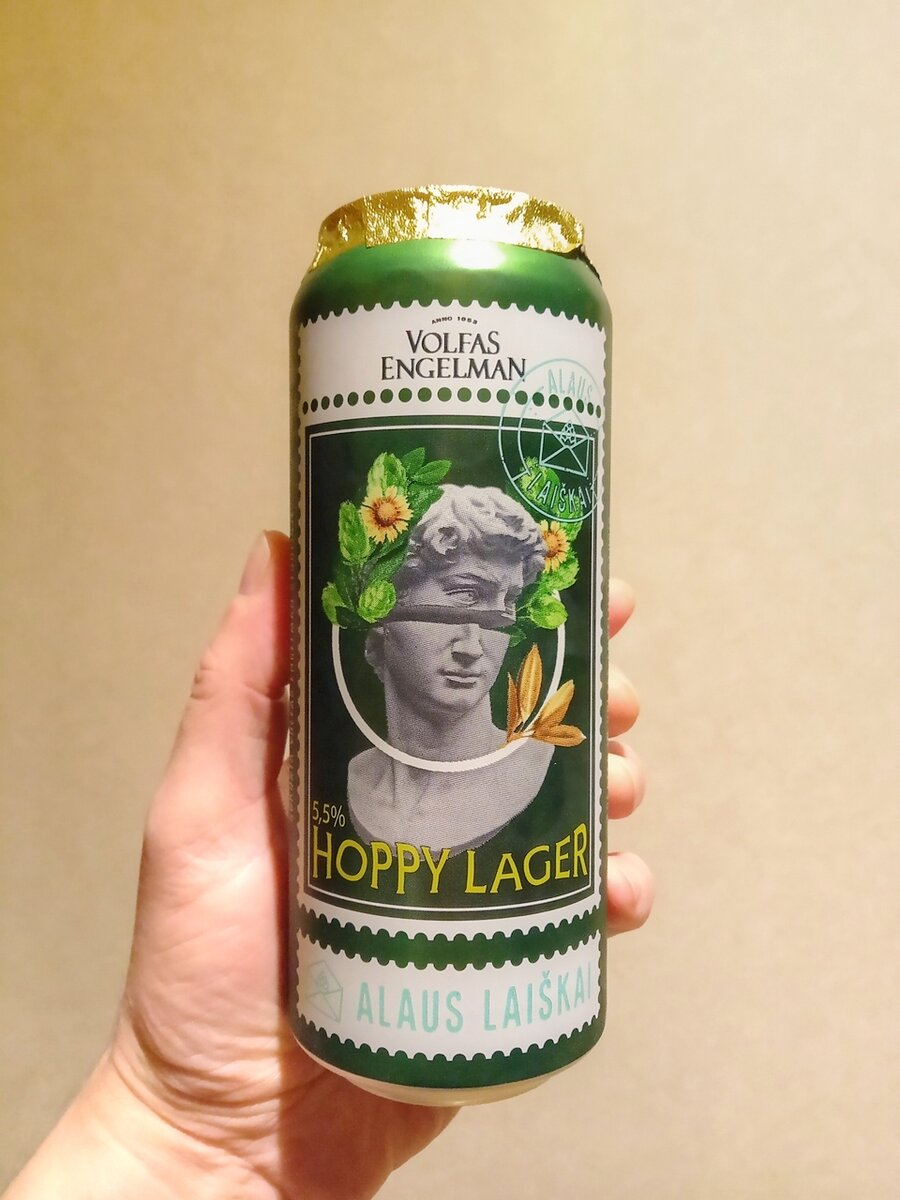 ANNO 1853
VOLFAS
ENGELMAN
ALAUS
LAIŠKAI
5,5%
HOPPY LAGER
ALAUS LAIŠKAI